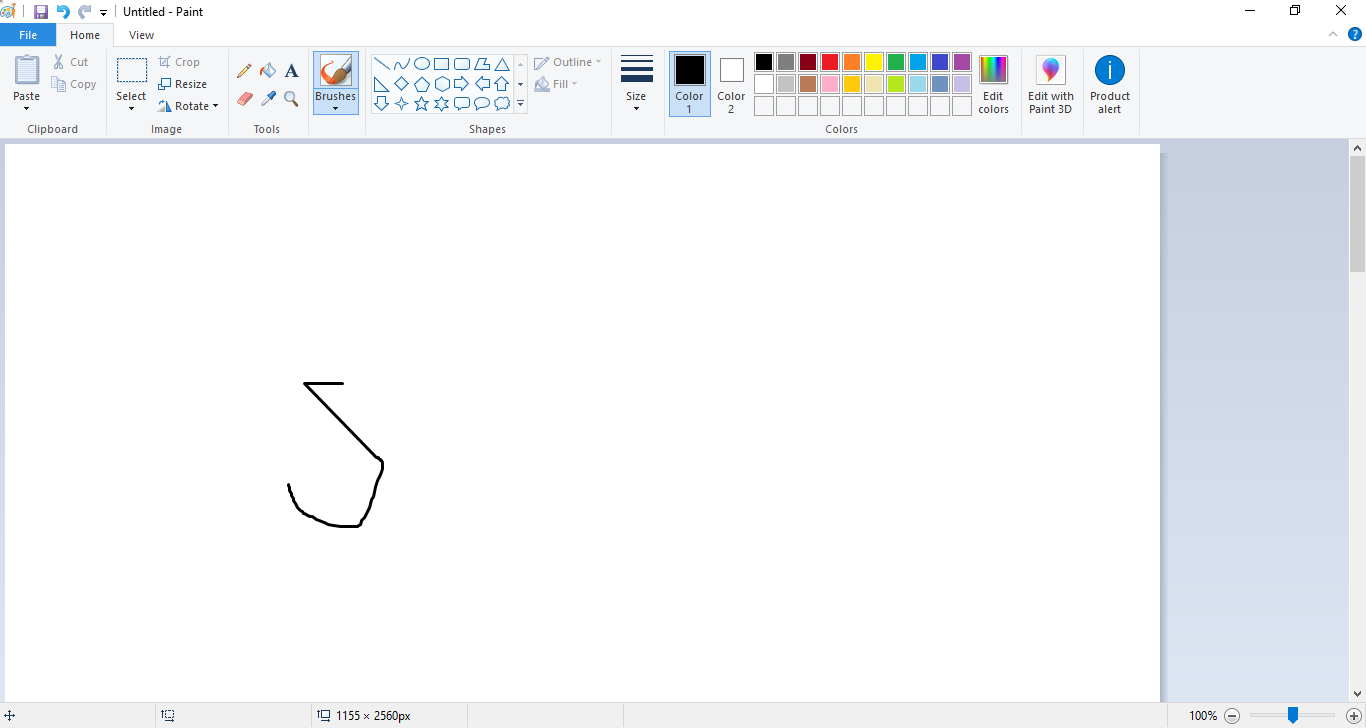 Untitled - Paint
File Home View
Paste Cut Copy Clipboard
Select Crop Resize Rotate Image
A Tools
Brushes
Shapes Outline Fill
Size
Color 1 Color 2 Edit colors Colors
Edit with Paint 3D
Product alert
1155 × 2560px 100%